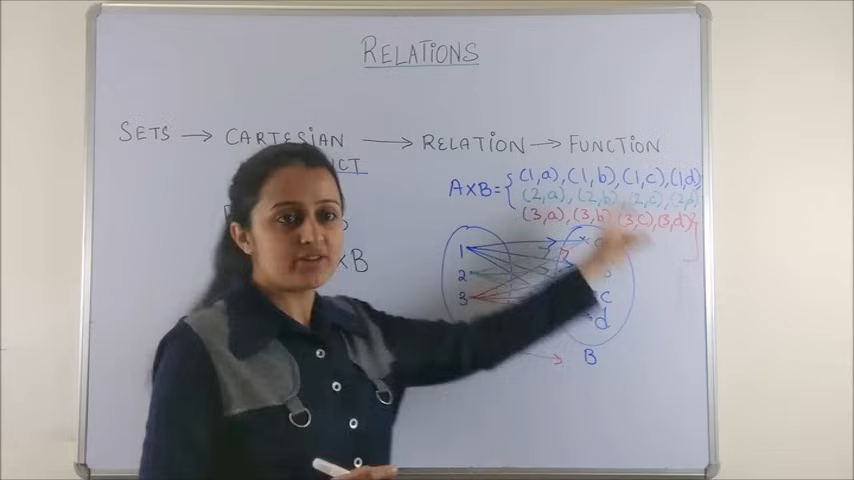 RELATIONS
SETS → CARTESIAN → RELATION → FUNCTION
A×B = {(1,a), (1,b), (1,c), (1,d)
(2,a), (2,b), (2,c), (2,d)
(3,a), (3,b), (3,c), (3,d)}
×B
1
2
3
c
d
B